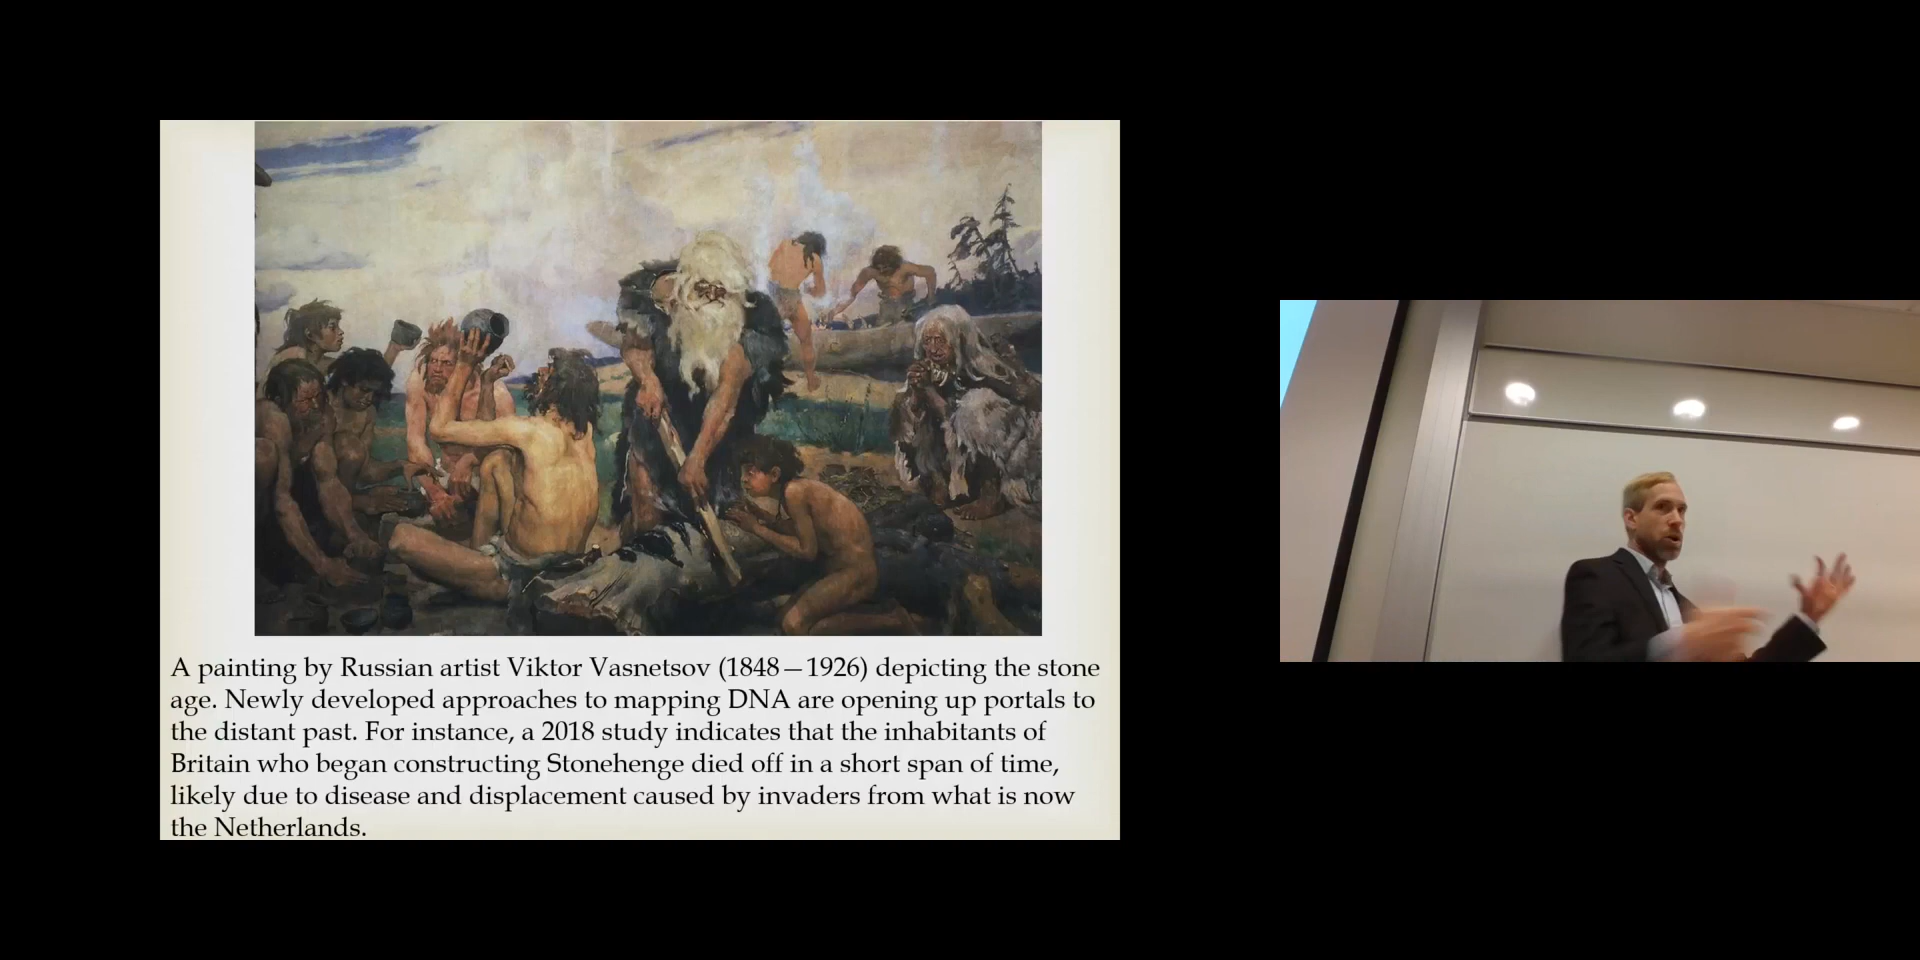 A painting by Russian artist Viktor Vasnetsov (1848–1926) depicting the stone
age. Newly developed approaches to mapping DNA are opening up portals to
the distant past. For instance, a 2018 study indicates that the inhabitants of
Britain who began constructing Stonehenge died off in a short span of time,
likely due to disease and displacement caused by invaders from what is now
the Netherlands.